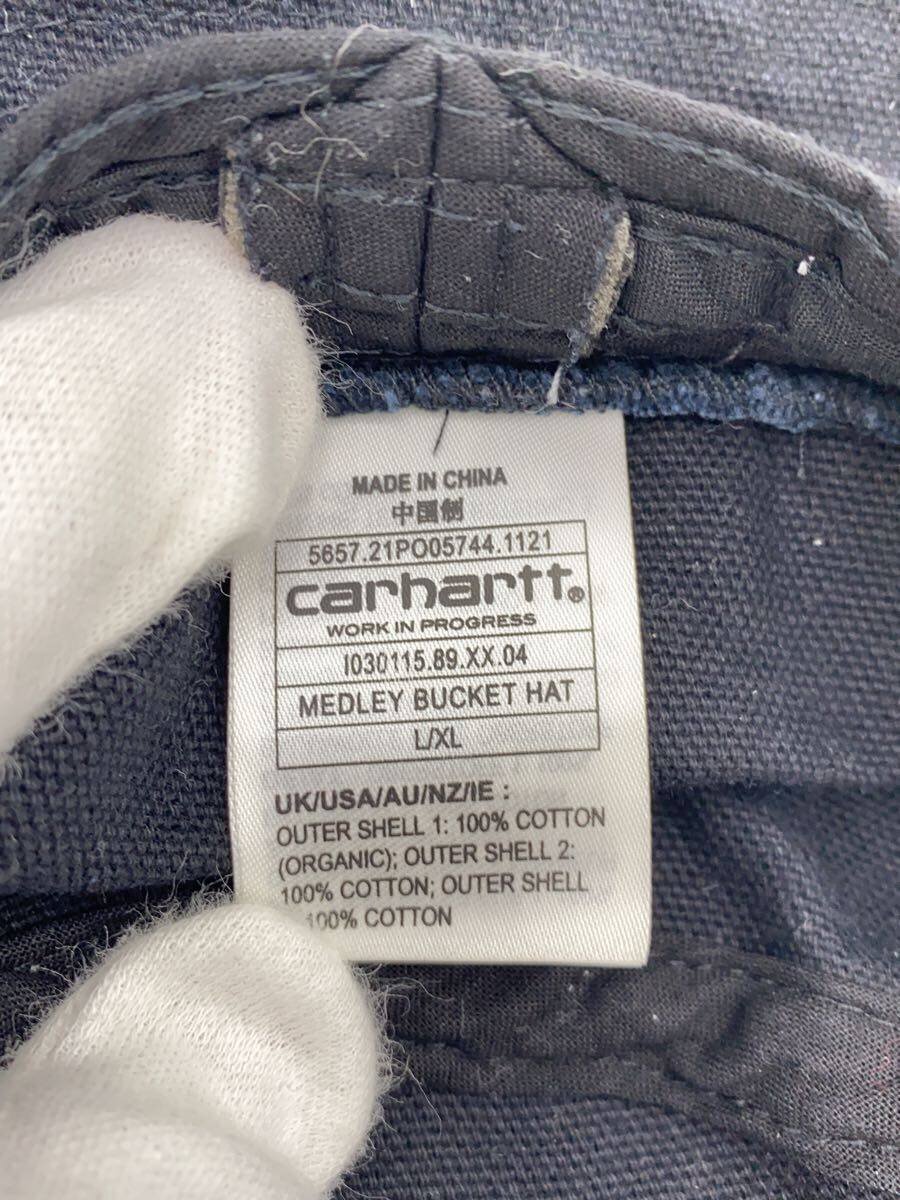 MADE IN CHINA
中国制
5657.21PO05744.1121
carhartt®
WORK IN PROGRESS
I030115.89.XX.04
MEDLEY BUCKET HAT
L/XL
UK/USA/AU/NZ/IE :
OUTER SHELL 1: 100% COTTON
(ORGANIC); OUTER SHELL 2:
100% COTTON; OUTER SHELL
100% COTTON